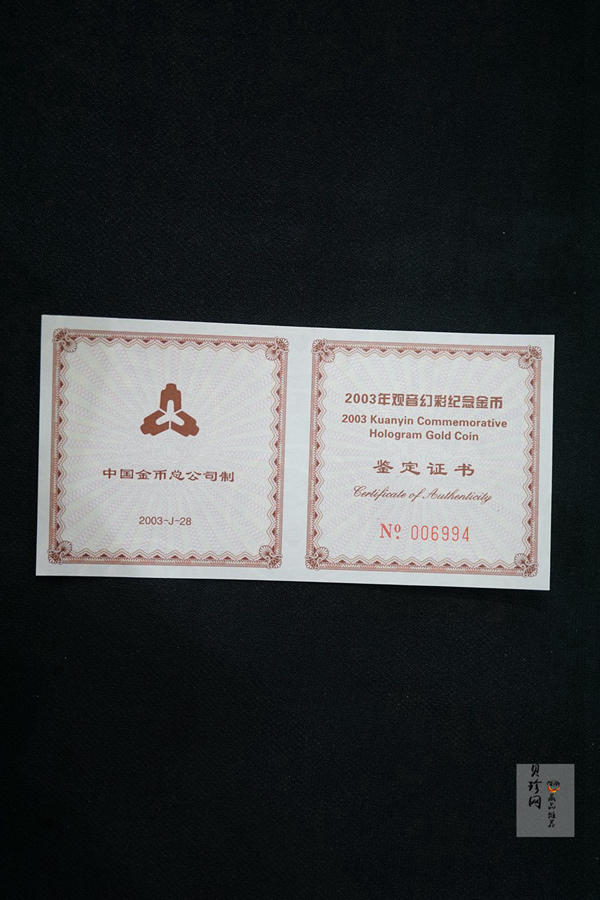 中国金币总公司制
2003-J-28
2003年观音幻彩纪念金币
2003 Kuanyin Commemorative
Hologram Gold Coin
鉴定证书
Certificate of Authenticity
Nº 006994
贝珍网